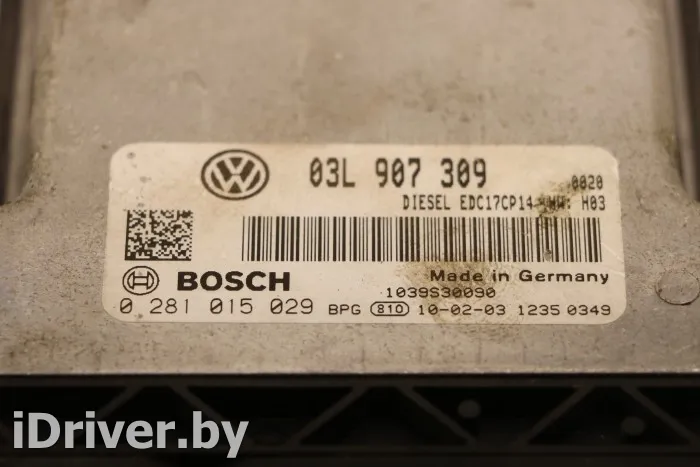 03L 907 309 0020
DIESEL EDC17CP14 HW: H03
BOSCH Made in Germany
1039S30090
0 281 015 029 BPG 810 10-02-03 1235 0349
iDriver.by